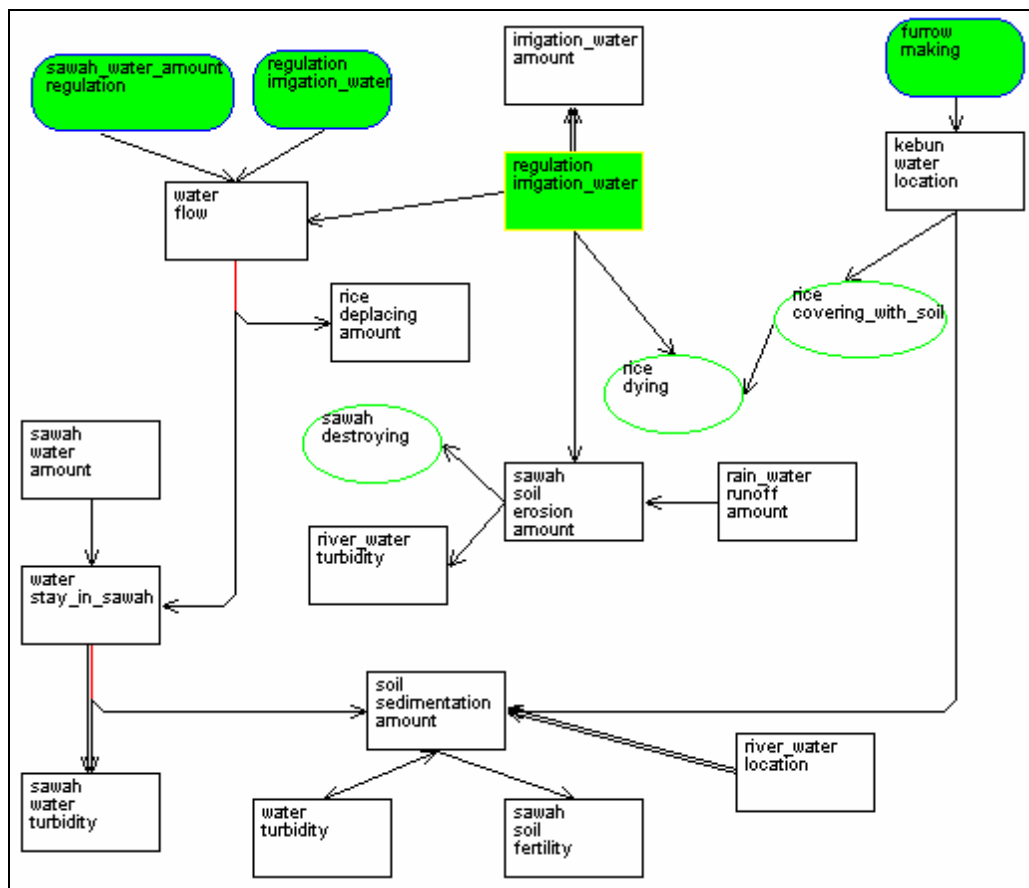 sawah_water_amount
regulation
regulation
irrigation_water
irrigation_water
amount
furrow
making
regulation
irrigation_water
kebun
water
location
water
flow
rice
deplacing
amount
rice
covering_with_soil
rice
dying
sawah
destroying
sawah
water
amount
sawah
soil
erosion
amount
rain_water
runoff
amount
river_water
turbidity
water
stay_in_sawah
soil
sedimentation
amount
river_water
location
sawah
water
turbidity
water
turbidity
sawah
soil
fertility